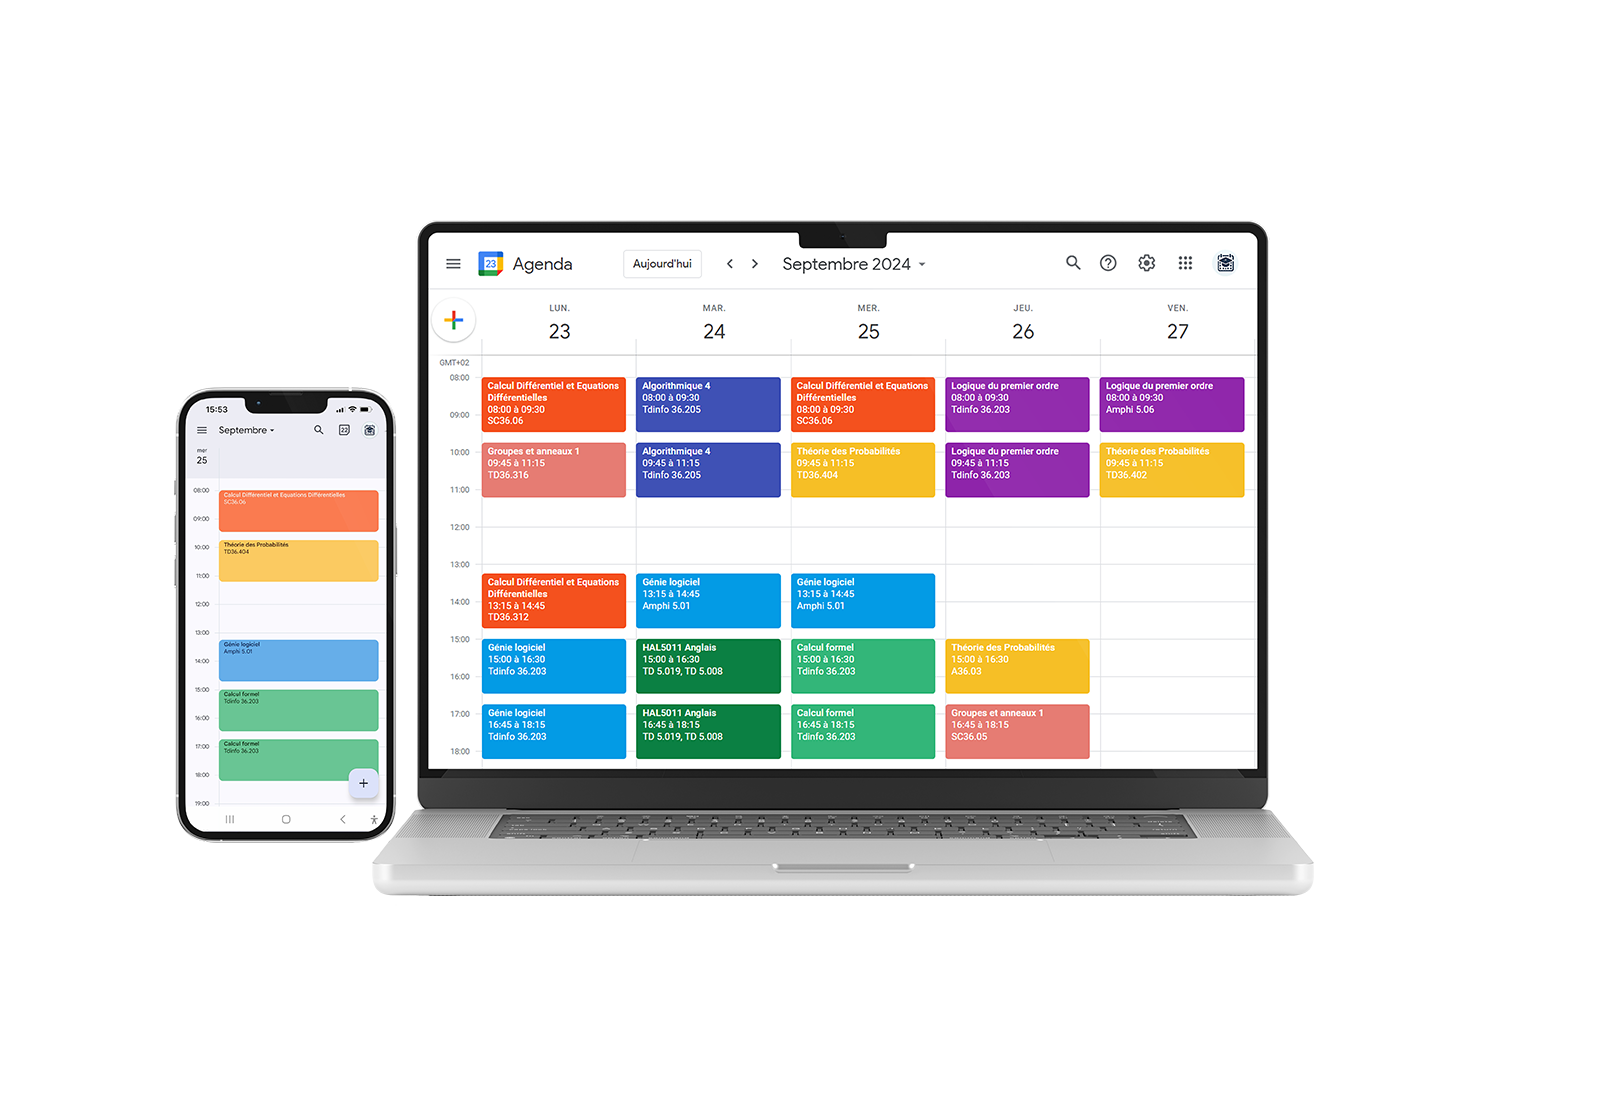 15:53
Septembre
22
mer
25
08:00
Calcul Différentiel et Equations Différentielles
SC36.06
09:00
10:00
Théorie des Probabilités
TD36.404
11:00
12:00
13:00
Génie logiciel
Amphi 5.01
14:00
15:00
Calcul formel
Tdinfo 36.203
16:00
17:00
Calcul formel
Tdinfo 36.203
18:00
+
19:00
23
Agenda
Aujourd'hui
Septembre 2024
LUN.
23
MAR.
24
MER.
25
JEU.
26
VEN.
27
GMT+02
08:00
09:00
10:00
11:00
12:00
13:00
14:00
15:00
16:00
17:00
18:00
Calcul Différentiel et Equations
Différentielles
08:00 à 09:30
SC36.06
Groupes et anneaux 1
09:45 à 11:15
TD36.316
Calcul Différentiel et Equations
Différentielles
13:15 à 14:45
TD36.312
Génie logiciel
15:00 à 16:30
Tdinfo 36.203
Génie logiciel
16:45 à 18:15
Tdinfo 36.203
Algorithmique 4
08:00 à 09:30
Tdinfo 36.205
Algorithmique 4
09:45 à 11:15
Tdinfo 36.205
Génie logiciel
13:15 à 14:45
Amphi 5.01
HAL5011 Anglais
15:00 à 16:30
TD 5.019, TD 5.008
HAL5011 Anglais
16:45 à 18:15
TD 5.019, TD 5.008
Calcul Différentiel et Equations
Différentielles
08:00 à 09:30
SC36.06
Théorie des Probabilités
09:45 à 11:15
TD36.404
Génie logiciel
13:15 à 14:45
Amphi 5.01
Calcul formel
15:00 à 16:30
Tdinfo 36.203
Calcul formel
16:45 à 18:15
Tdinfo 36.203
Logique du premier ordre
08:00 à 09:30
Tdinfo 36.203
Logique du premier ordre
09:45 à 11:15
Tdinfo 36.203
Théorie des Probabilités
15:00 à 16:30
A36.03
Groupes et anneaux 1
16:45 à 18:15
SC36.05
Logique du premier ordre
08:00 à 09:30
Amphi 5.06
Théorie des Probabilités
09:45 à 11:15
TD36.402